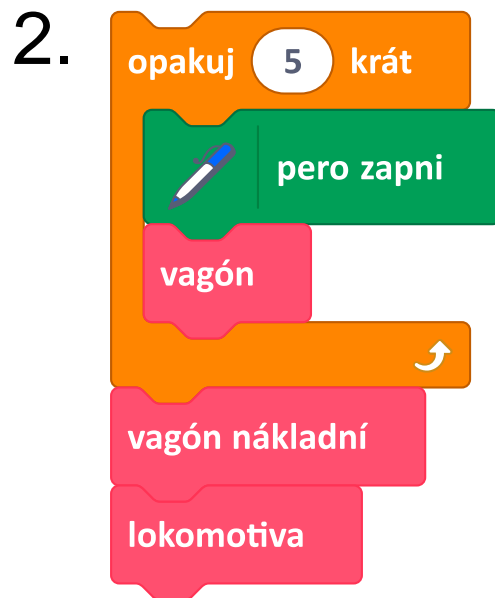 2.
opakuj 5 krát
pero zapni
vagón
vagón nákladní
lokomotiva